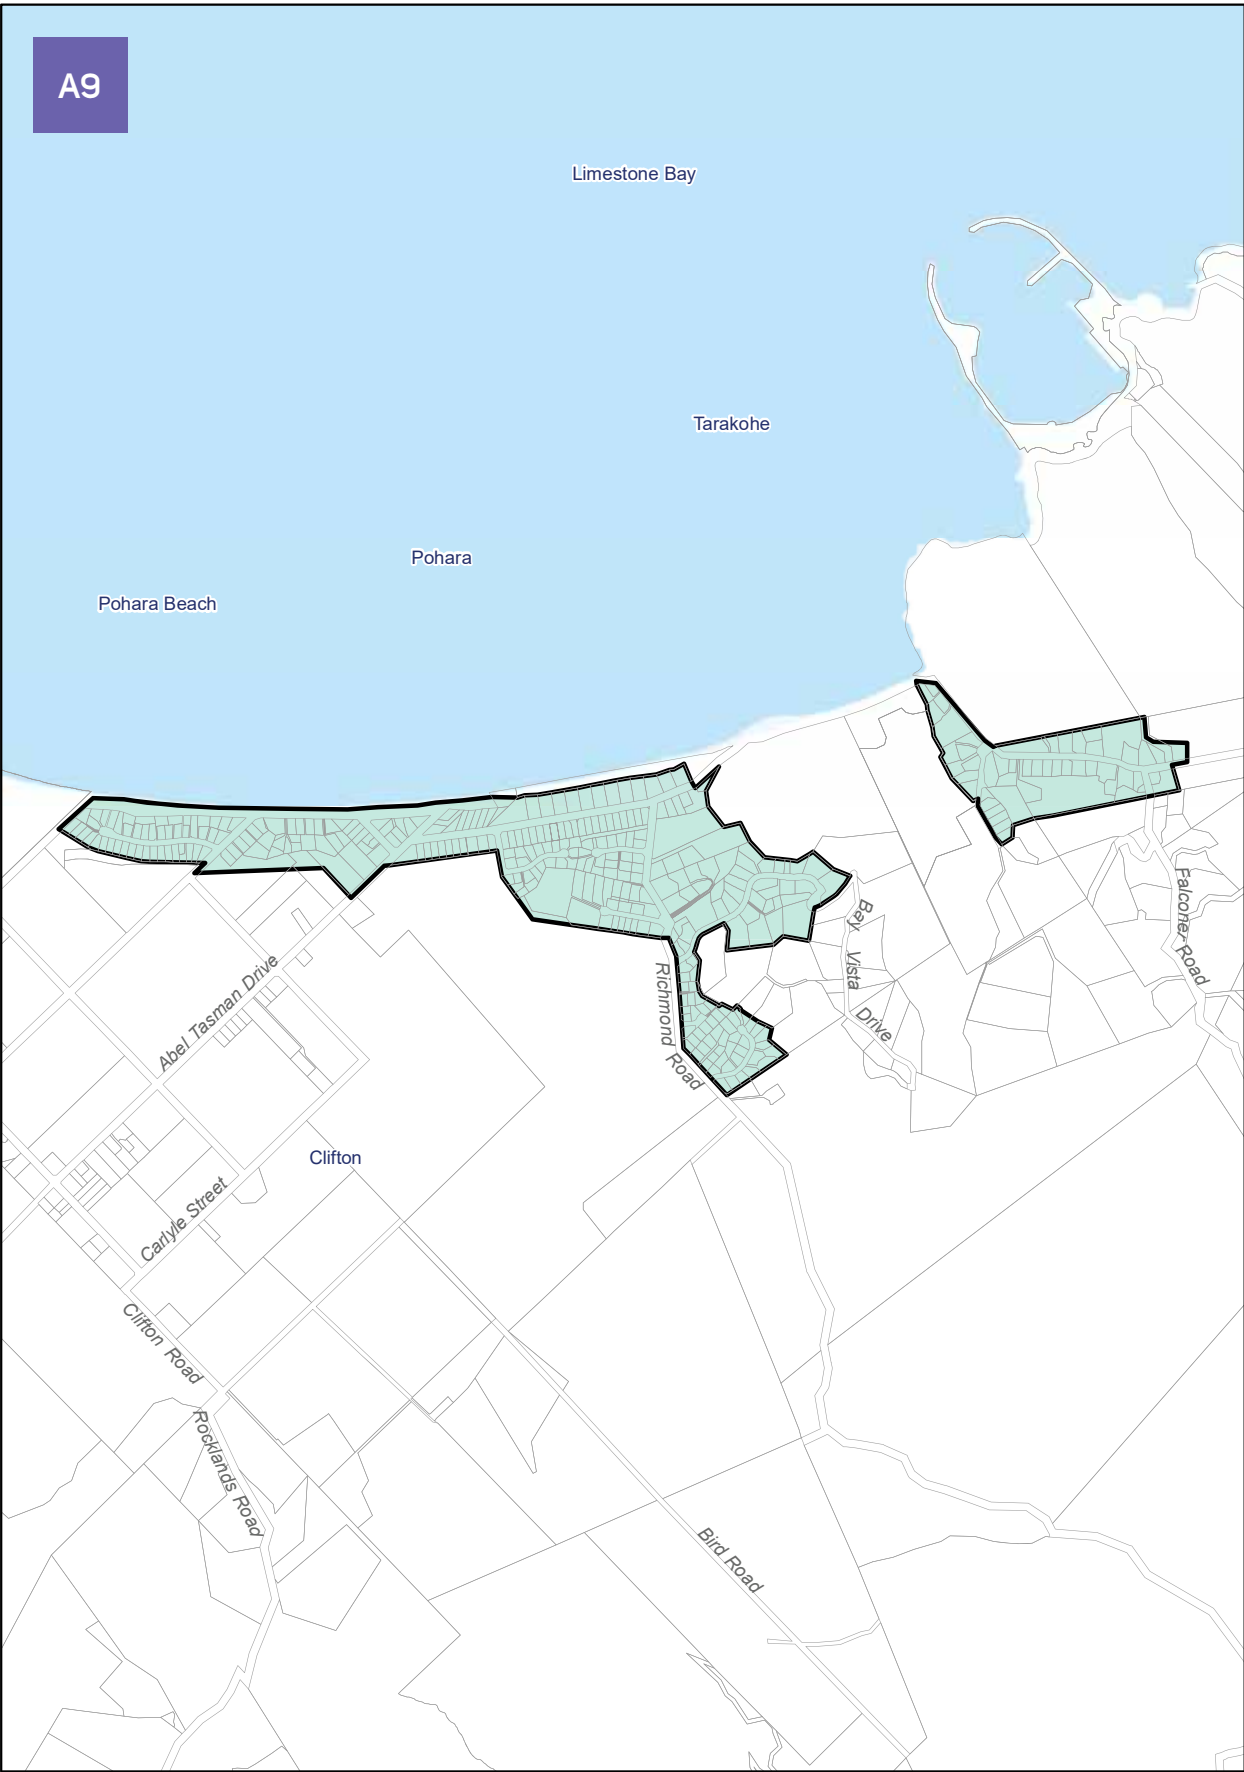 A9
Limestone Bay
Tarakohe
Pohara
Pohara Beach
Bay Vista Drive
Falconer Road
Richmond Road
Abel Tasman Drive
Clifton
Carlyle Street
Clifton Road
Rocklands Road
Bird Road